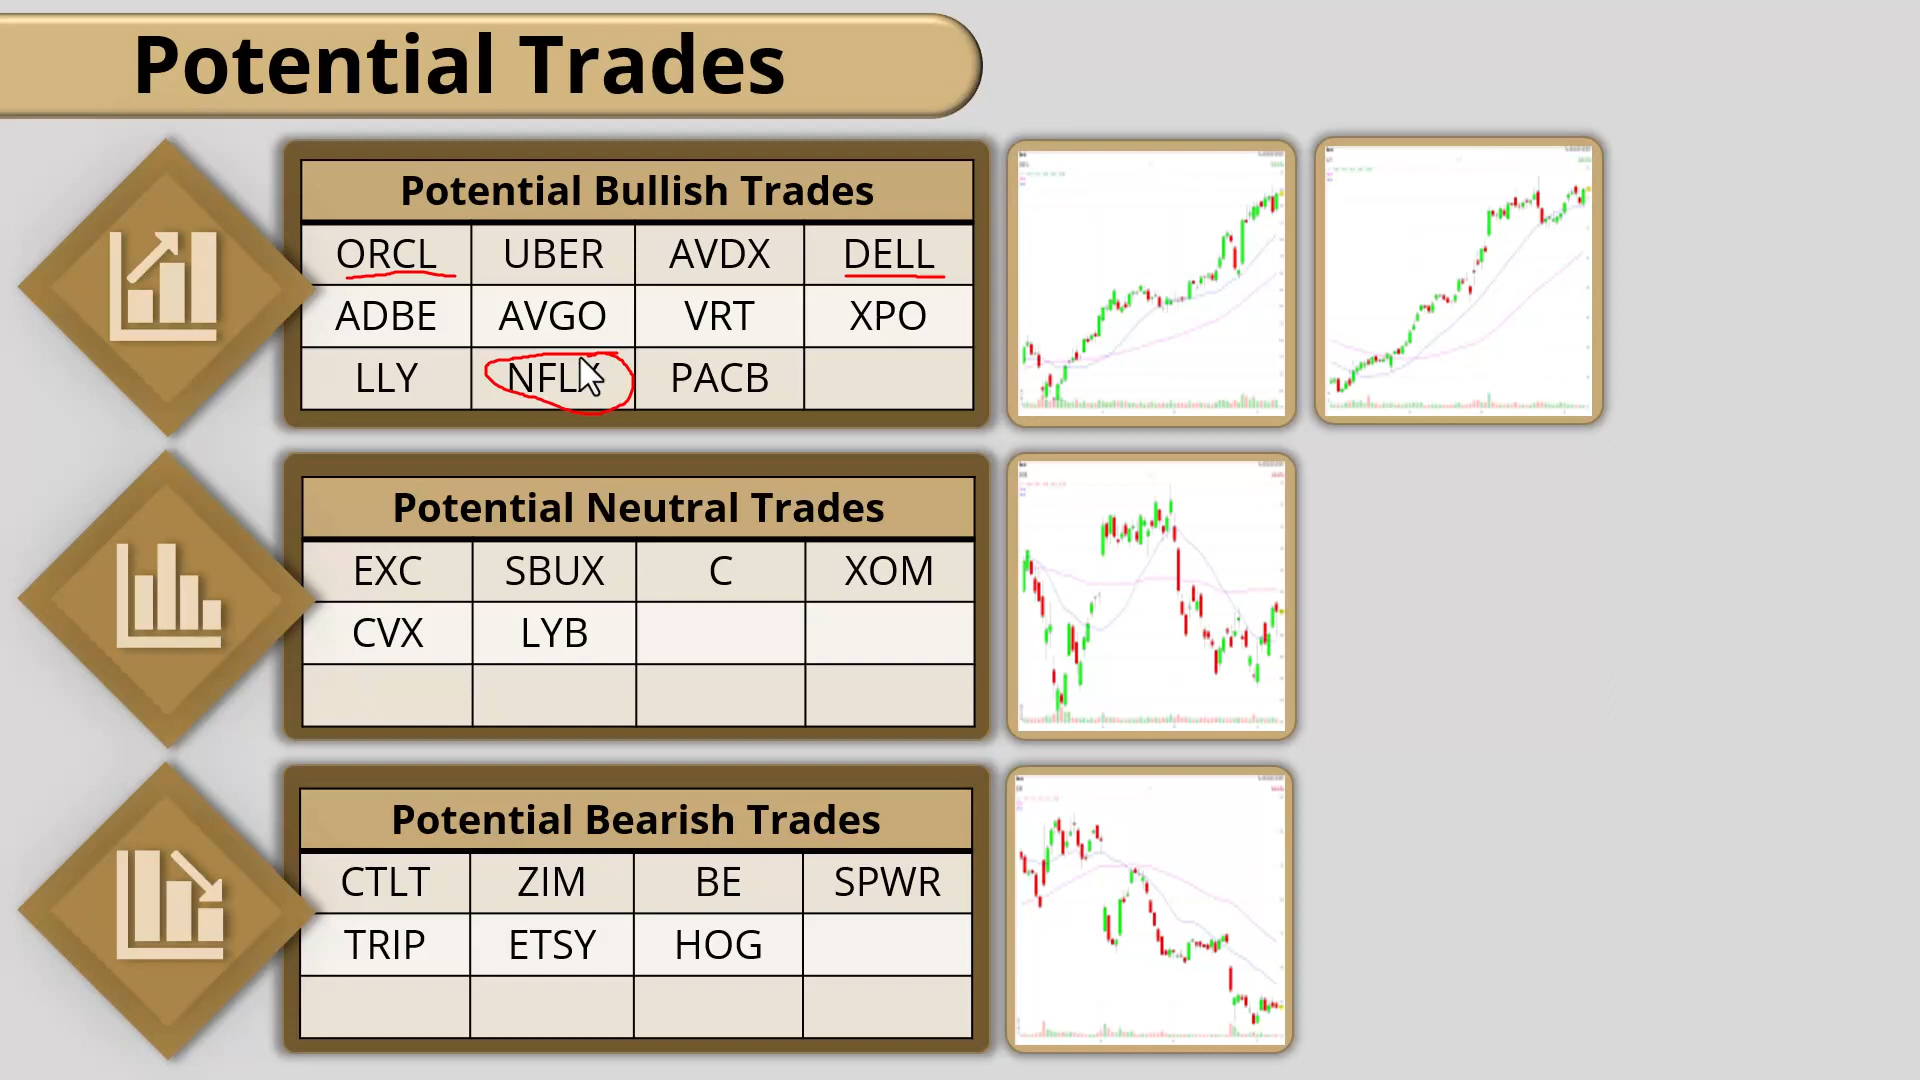 Potential Trades
Potential Bullish Trades
ORCL UBER AVDX DELL
ADBE AVGO VRT XPO
LLY NFLX PACB
Potential Neutral Trades
EXC SBUX C XOM
CVX LYB
Potential Bearish Trades
CTLT ZIM BE SPWR
TRIP ETSY HOG